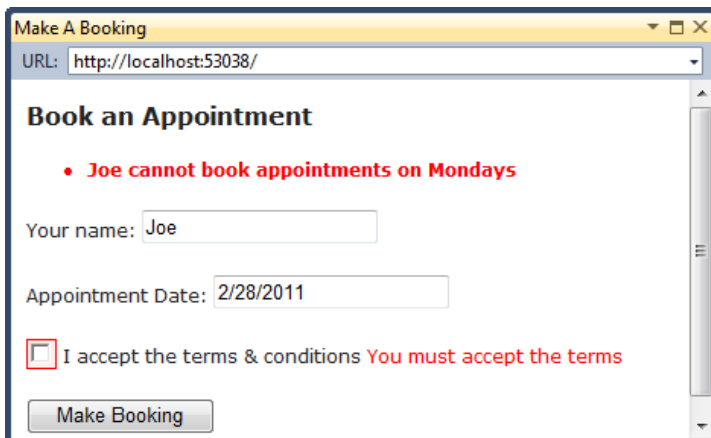 Make A Booking
URL: http://localhost:53038/
Book an Appointment
• Joe cannot book appointments on Mondays
Your name: Joe
Appointment Date: 2/28/2011
I accept the terms & conditions You must accept the terms
Make Booking